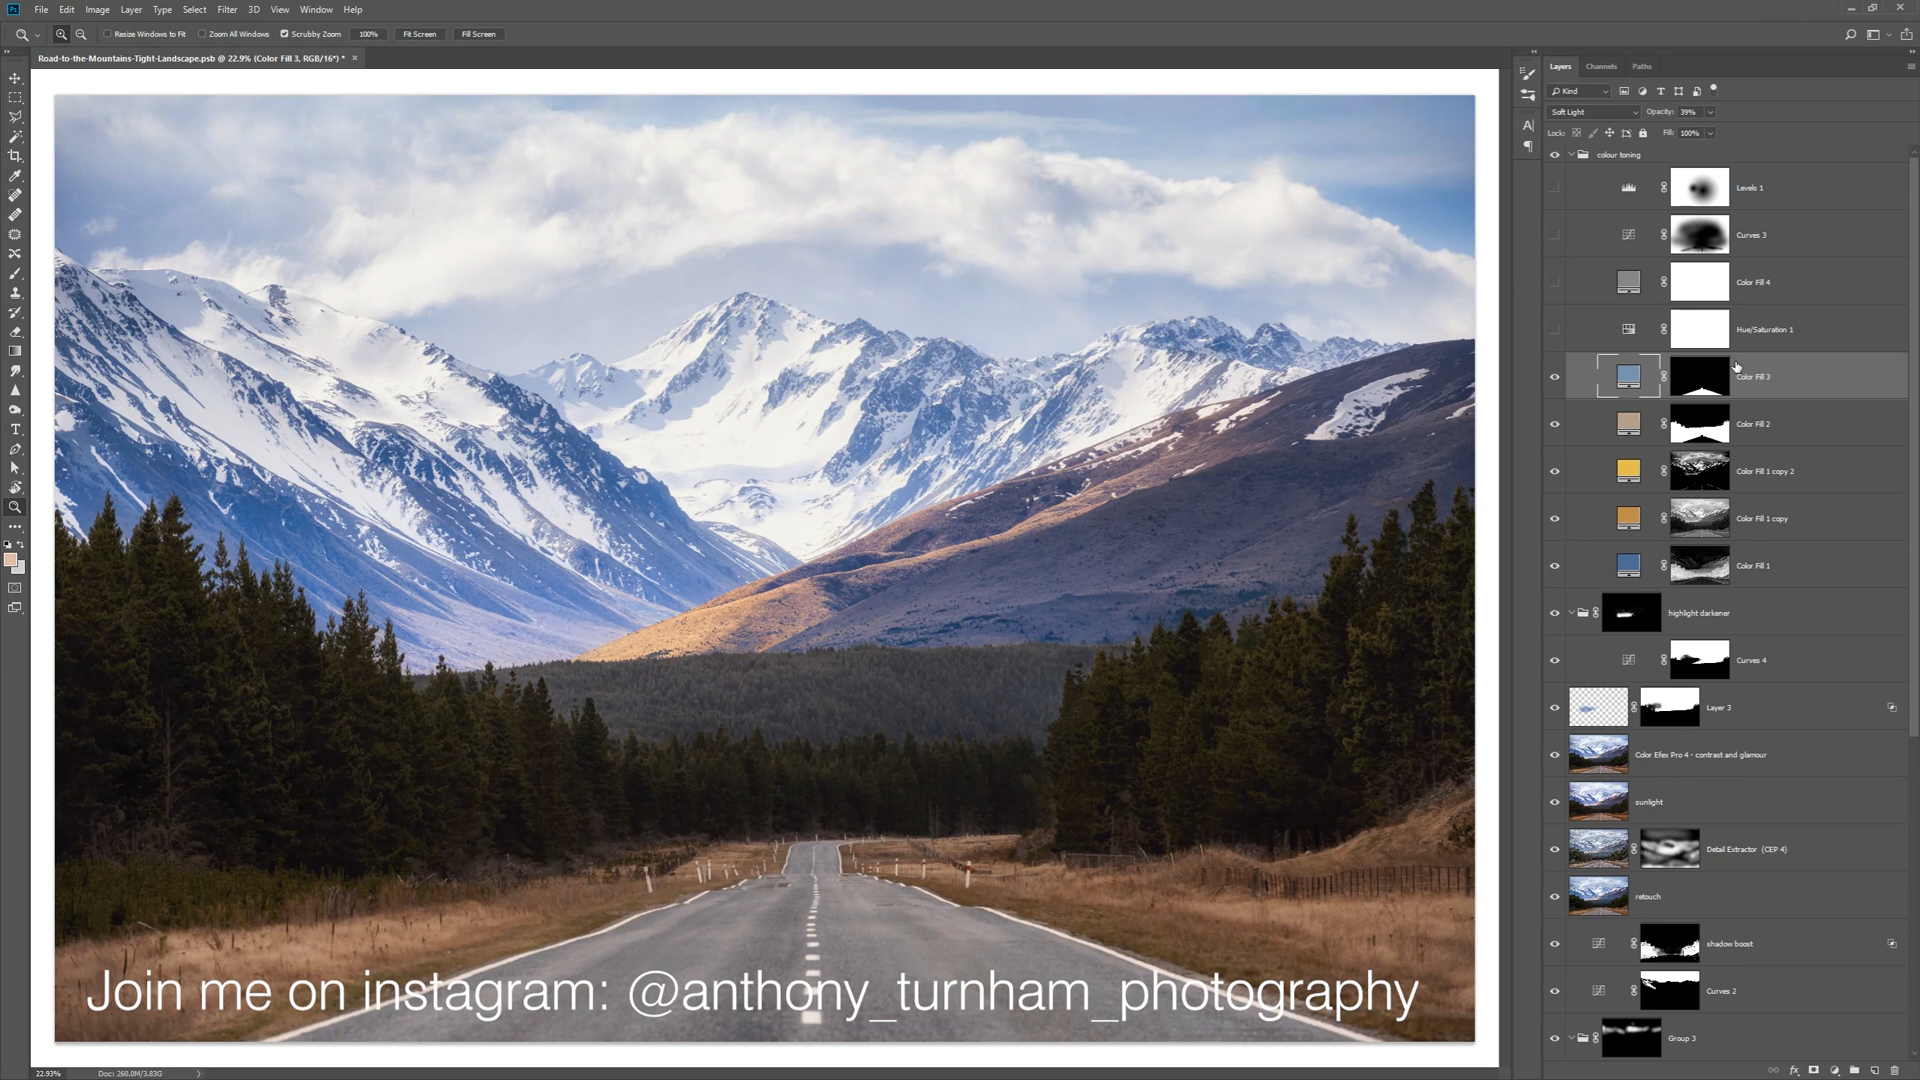 File Edit Image Layer Type Select Filter 3D View Window Help
Resize Windows to Fit Zoom All Windows Scrubby Zoom 100% Fit Screen Fill Screen
Road-to-the-Mountains-Tight-Landscape.psb @ 22.9% (Color Fill 3, RGB/16*) *
Layers Channels Paths
Kind
Soft Light Opacity: 39%
Lock: Fill: 100%
colour toning
Levels 1
Curves 3
Color Fill 4
Hue/Saturation 1
Color Fill 3
Color Fill 2
Color Fill 1 copy 2
Color Fill 1 copy
Color Fill 1
highlight darkener
Curves 4
Layer 3
Color Efex Pro 4 - contrast and glamour
sunlight
Detail Extractor (CEP 4)
retouch
shadow boost
Curves 2
Group 3
Join me on instagram: @anthony_turnham_photography
22.93% Doc: 260.0M/3.83G